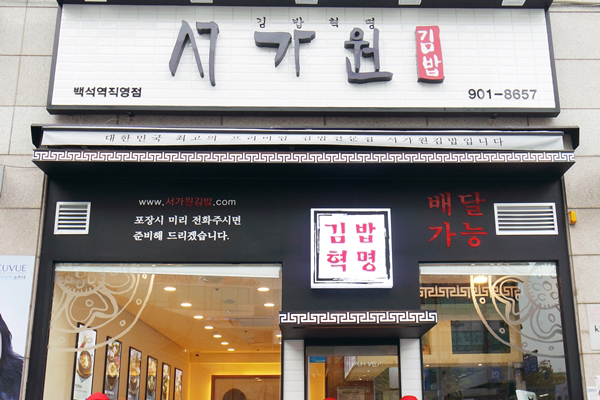 김밥혁명
서가원 김밥
백석역직영점
901-8657
대한민국 최고의 프리미엄 김밥전문점 서가원김밥입니다
www.서가원김밥.com
포장시 미리 전화주시면
준비해 드리겠습니다.
김밥
혁명
배달
가능